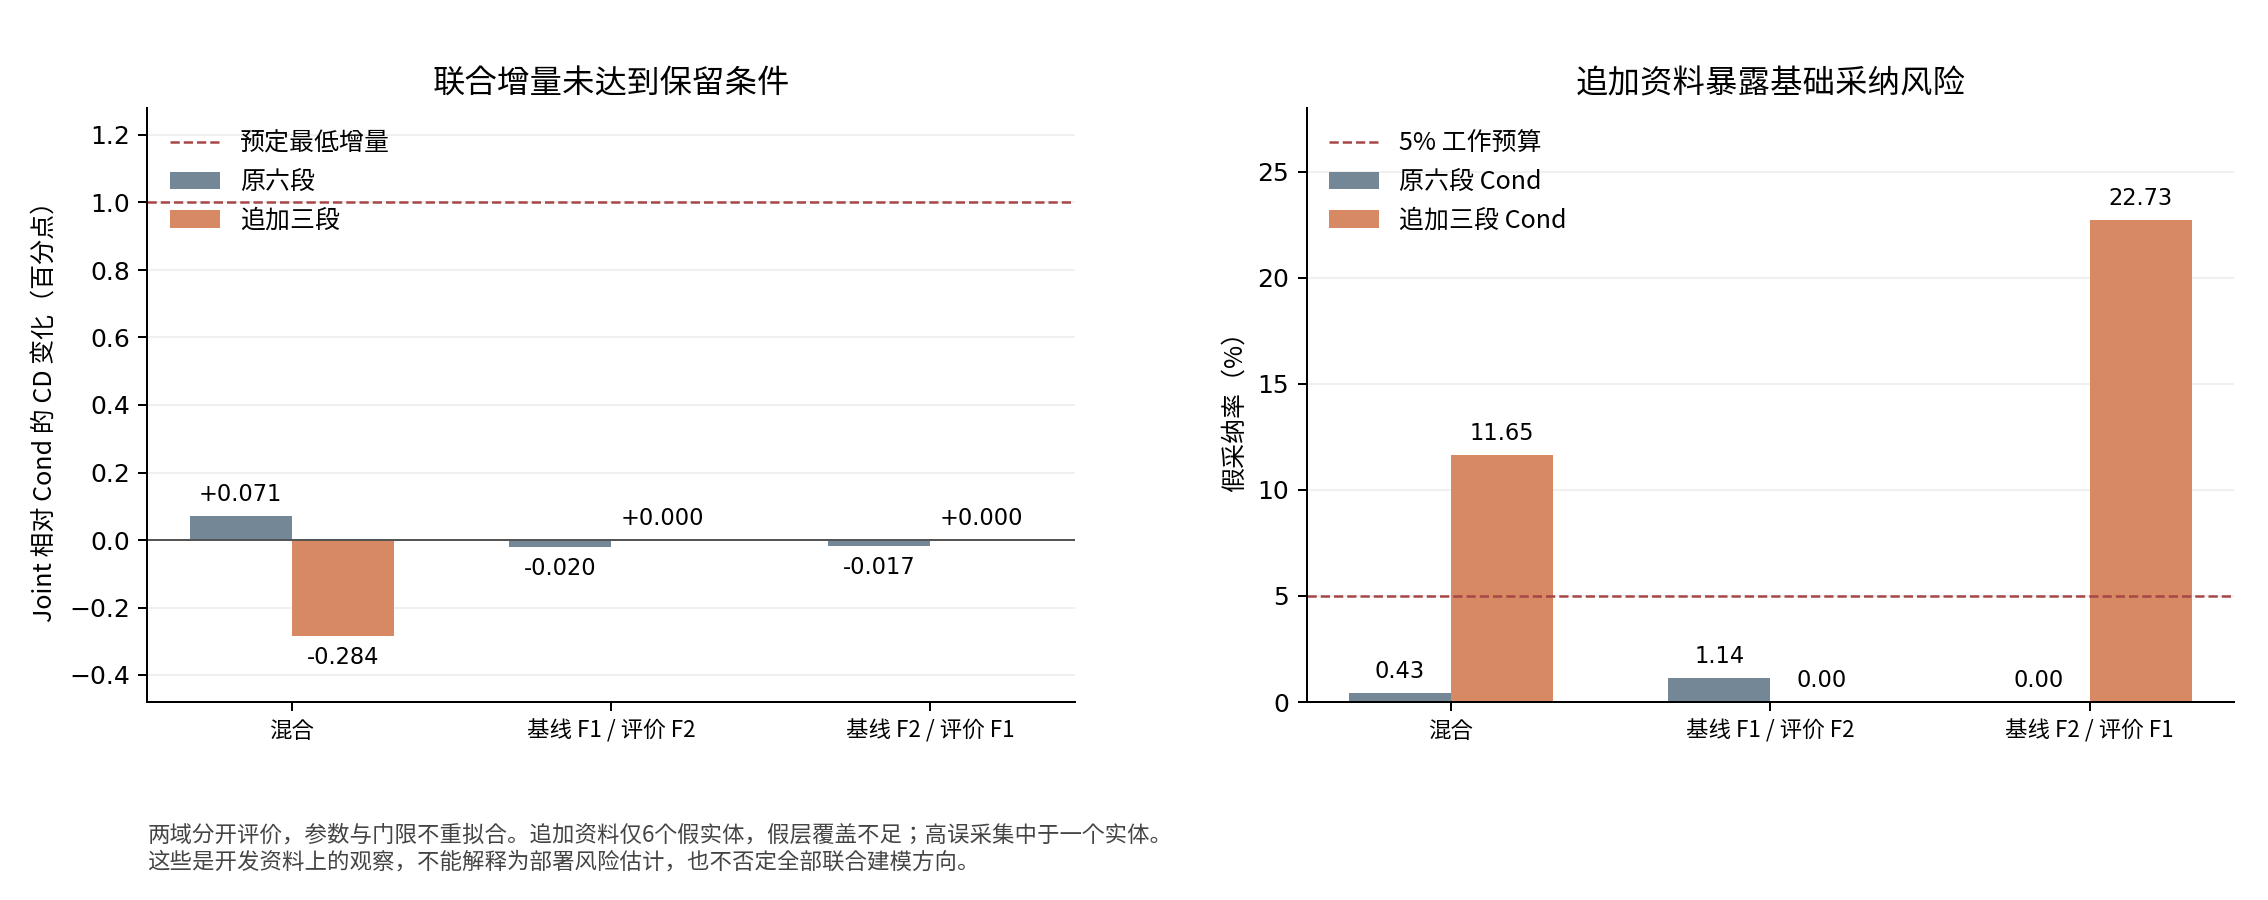 联合增量未达到保留条件
预定最低增量
原六段
追加三段
Joint 相对 Cond 的 CD 变化（百分点）
1.2
1.0
0.8
0.6
0.4
0.2
0.0
−0.2
−0.4
+0.071
-0.284
-0.020
+0.000
-0.017
+0.000
混合
基线 F1 / 评价 F2
基线 F2 / 评价 F1
追加资料暴露基础采纳风险
5% 工作预算
原六段 Cond
追加三段 Cond
假采纳率（%）
25
20
15
10
5
0
0.43
11.65
1.14
0.00
0.00
22.73
混合
基线 F1 / 评价 F2
基线 F2 / 评价 F1
两域分开评价，参数与门限不重拟合。追加资料仅6个假实体，假层覆盖不足；高误采集中于一个实体。
这些是开发资料上的观察，不能解释为部署风险估计，也不否定全部联合建模方向。